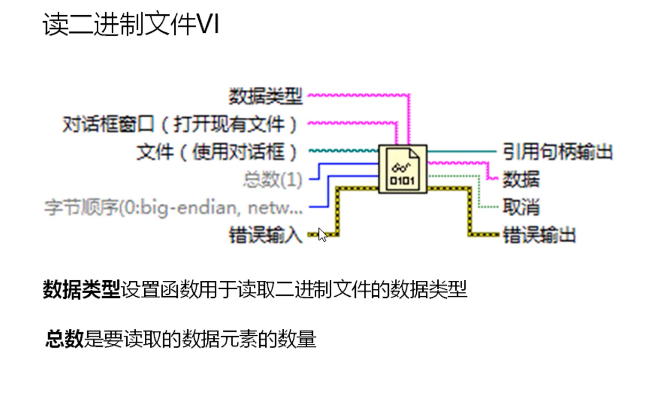 读二进制文件VI
数据类型
对话框窗口（打开现有文件）
文件（使用对话框） 引用句柄输出
总数(1) 数据
字节顺序(0:big-endian, netw... 取消
错误输入 错误输出
0101
数据类型设置函数用于读取二进制文件的数据类型
总数是要读取的数据元素的数量